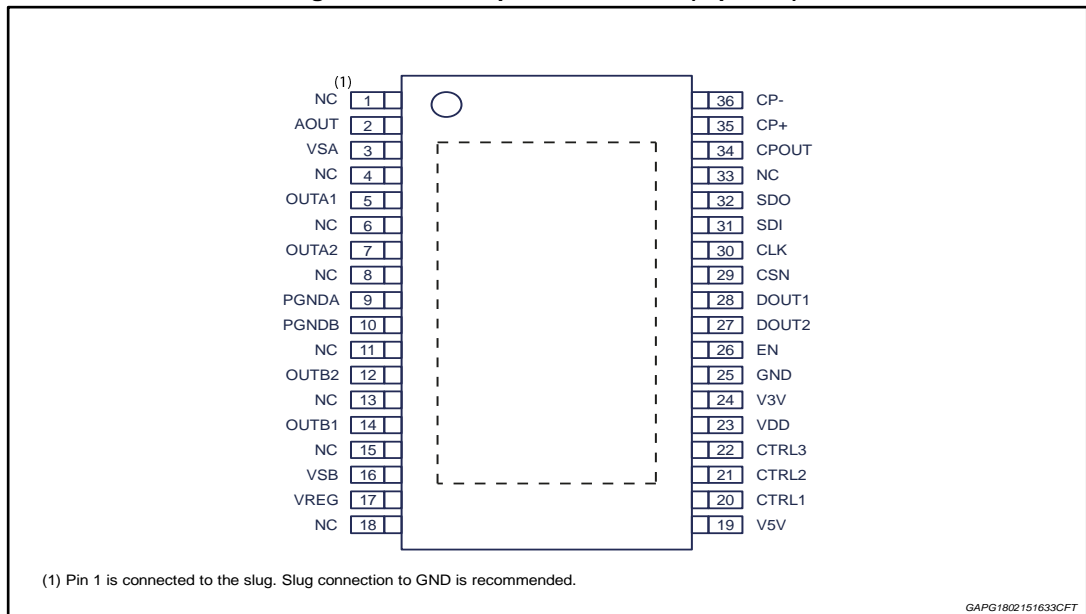 (1)
NC 1
AOUT 2
VSA 3
NC 4
OUTA1 5
NC 6
OUTA2 7
NC 8
PGNDA 9
PGNDB 10
NC 11
OUTB2 12
NC 13
OUTB1 14
NC 15
VSB 16
VREG 17
NC 18
36 CP-
35 CP+
34 CPOUT
33 NC
32 SDO
31 SDI
30 CLK
29 CSN
28 DOUT1
27 DOUT2
26 EN
25 GND
24 V3V
23 VDD
22 CTRL3
21 CTRL2
20 CTRL1
19 V5V
(1) Pin 1 is connected to the slug. Slug connection to GND is recommended.
GAPG1802151633CFT